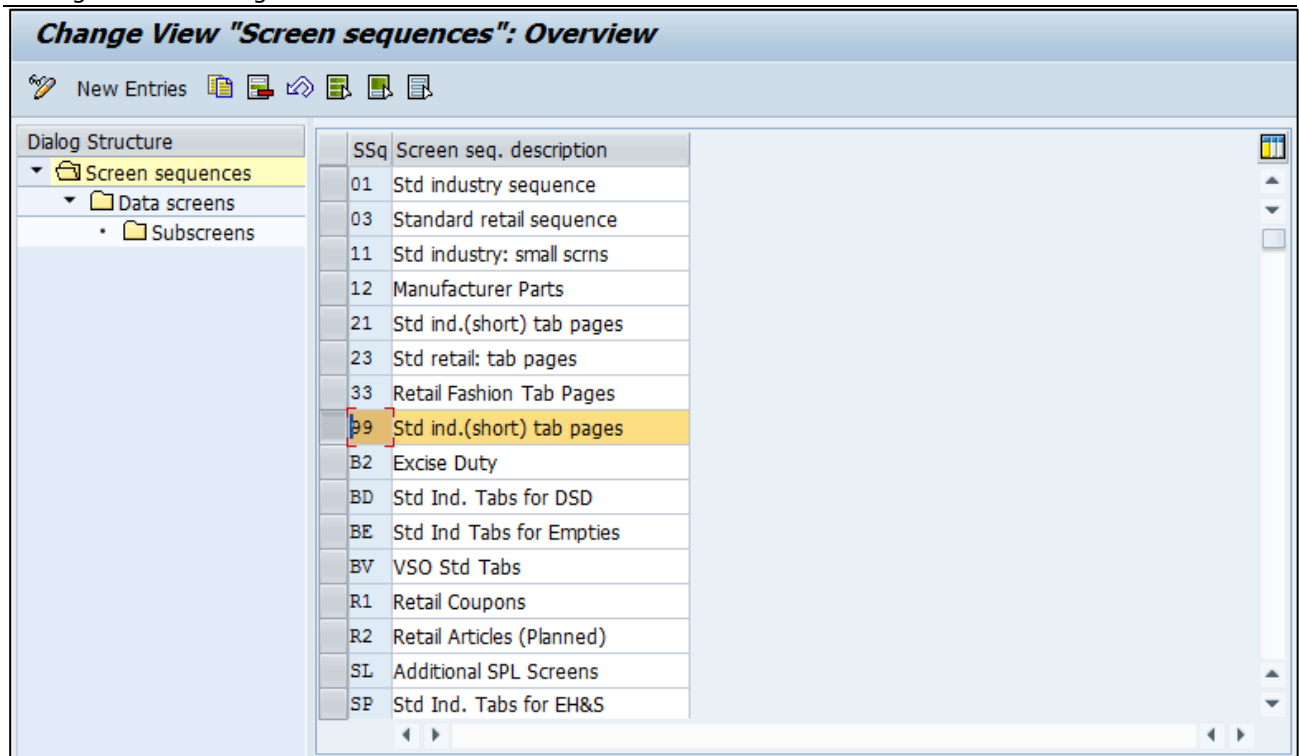 Change View "Screen sequences": Overview
New Entries
Dialog Structure
Screen sequences
Data screens
Subscreens
SSq Screen seq. description
01 Std industry sequence
03 Standard retail sequence
11 Std industry: small scrns
12 Manufacturer Parts
21 Std ind.(short) tab pages
23 Std retail: tab pages
33 Retail Fashion Tab Pages
99 Std ind.(short) tab pages
B2 Excise Duty
BD Std Ind. Tabs for DSD
BE Std Ind Tabs for Empties
BV VSO Std Tabs
R1 Retail Coupons
R2 Retail Articles (Planned)
SL Additional SPL Screens
SP Std Ind. Tabs for EH&S